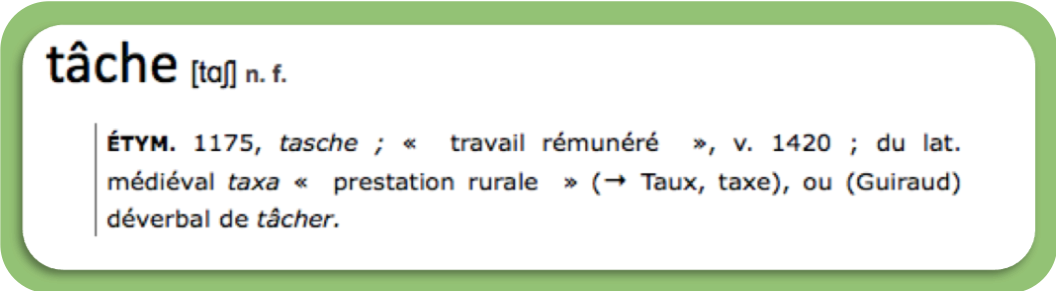 tâche [tɑʃ] n. f.
ÉTYM. 1175, tasche ; « travail rémunéré », v. 1420 ; du lat.
médiéval taxa « prestation rurale » (→ Taux, taxe), ou (Guiraud)
déverbal de tâcher.